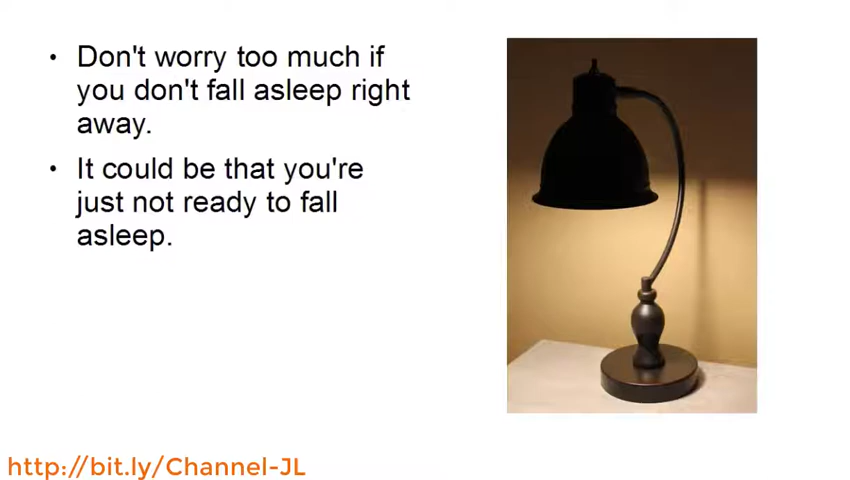 • Don't worry too much if
you don't fall asleep right
away.
• It could be that you're
just not ready to fall
asleep.
http://bit.ly/Channel-JL